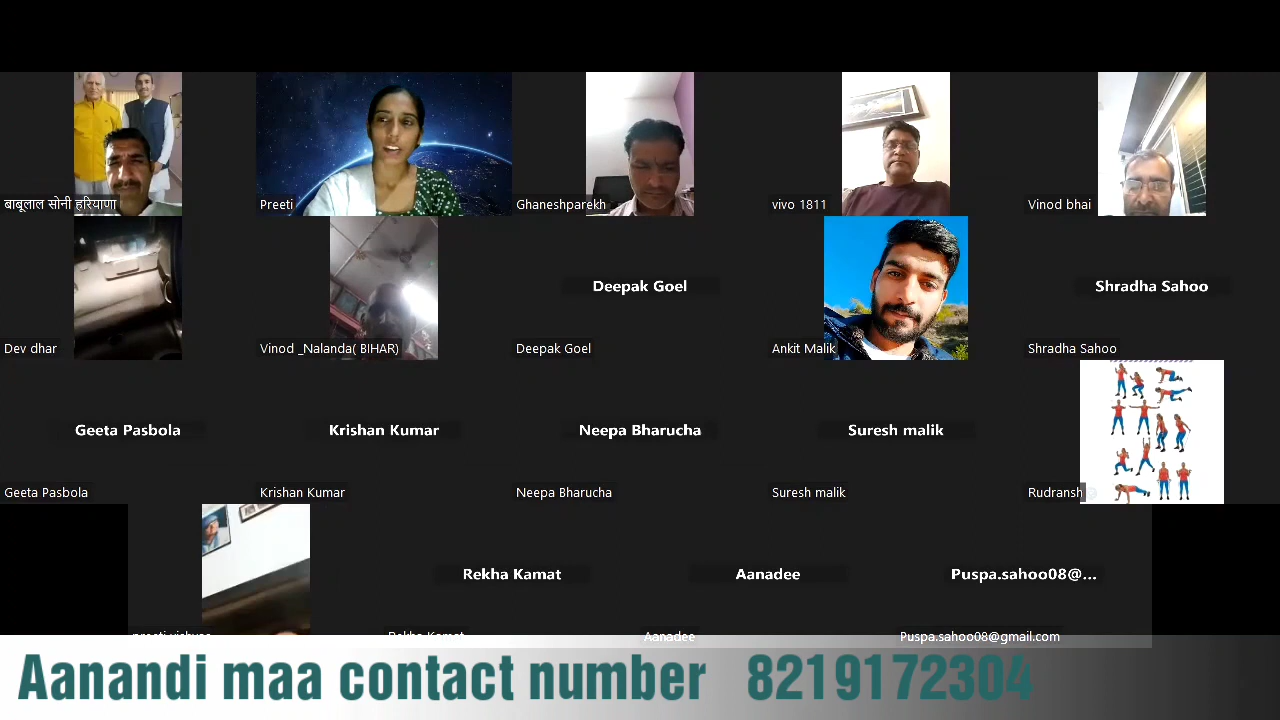 बाबूलाल सोनी हरियाणा
Preeti
Ghaneshparekh
vivo 1811
Vinod bhai
Deepak Goel
Shradha Sahoo
Dev dhar
Vinod _Nalanda( BIHAR)
Deepak Goel
Ankit Malik
Shradha Sahoo
Geeta Pasbola
Krishan Kumar
Neepa Bharucha
Suresh malik
Geeta Pasbola
Krishan Kumar
Neepa Bharucha
Suresh malik
Rudransh
Rekha Kamat
Aanadee
Puspa.sahoo08@...
Rekha Kamat
Aanadee
Puspa.sahoo08@gmail.com
Aanandi maa contact number 8219172304